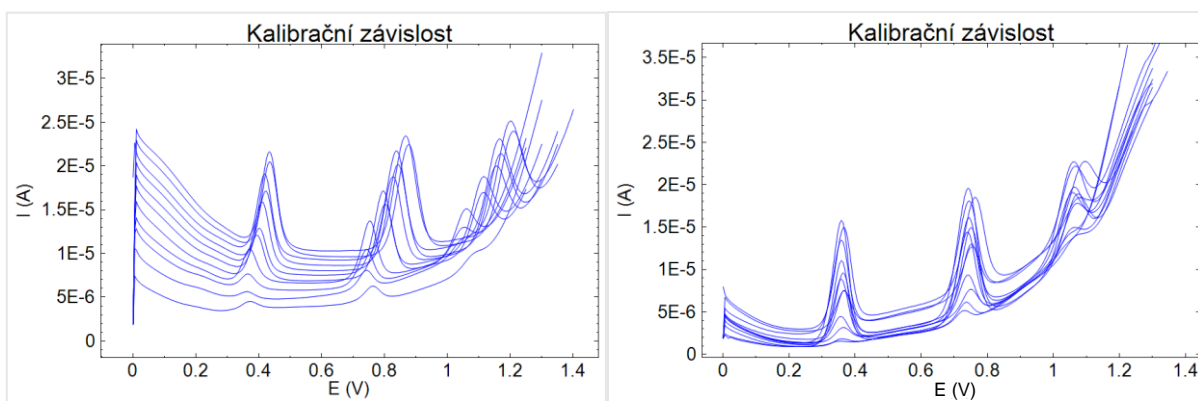 Kalibrační závislost
I (A)
3E-5
2.5E-5
2E-5
1.5E-5
1E-5
5E-6
0
0 0.2 0.4 0.6 0.8 1 1.2 1.4
E (V)
Kalibrační závislost
I (A)
3.5E-5
3E-5
2.5E-5
2E-5
1.5E-5
1E-5
5E-6
0
0 0.2 0.4 0.6 0.8 1 1.2 1.4
E (V)